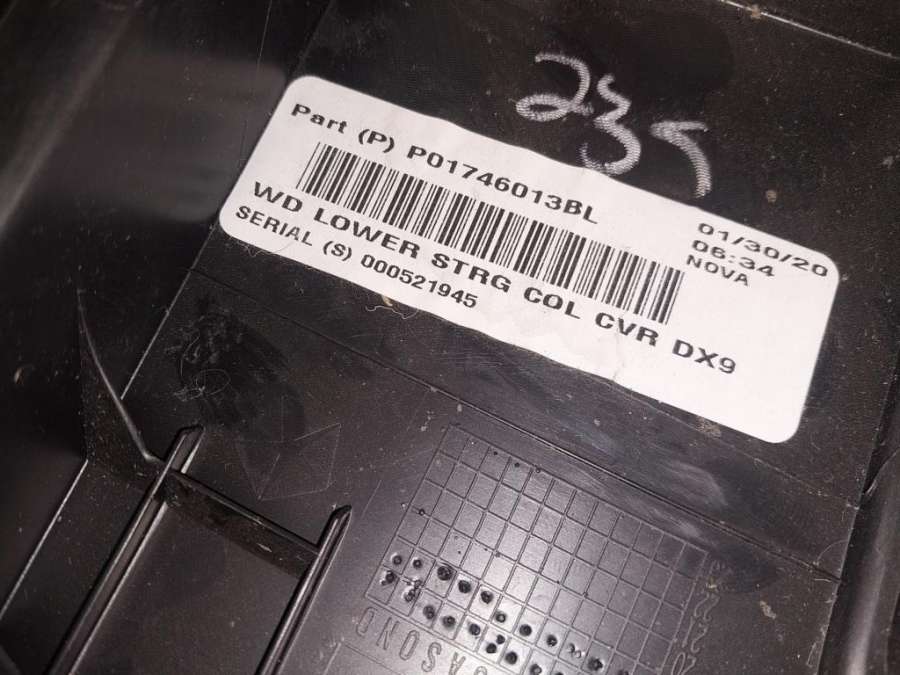 235
Part (P) P01746013BL
01/30/20
06:34
NOVA
WD LOWER STRG COL CVR DX9
SERIAL (S) 000521945